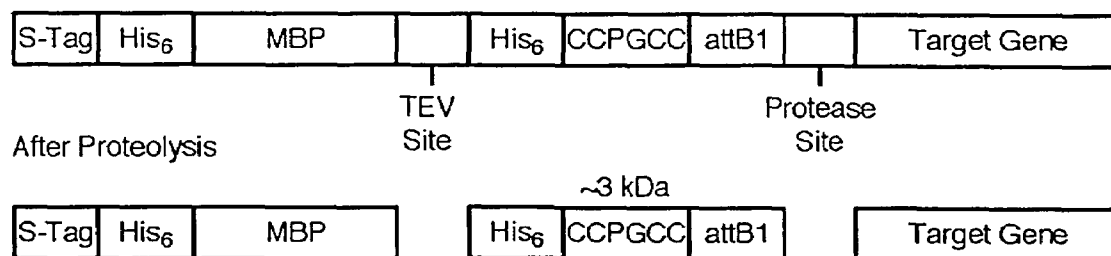 S-Tag His₆ MBP His₆ CCPGCC attB1 Target Gene
TEV Site
Protease Site
After Proteolysis
~3 kDa
S-Tag His₆ MBP His₆ CCPGCC attB1 Target Gene